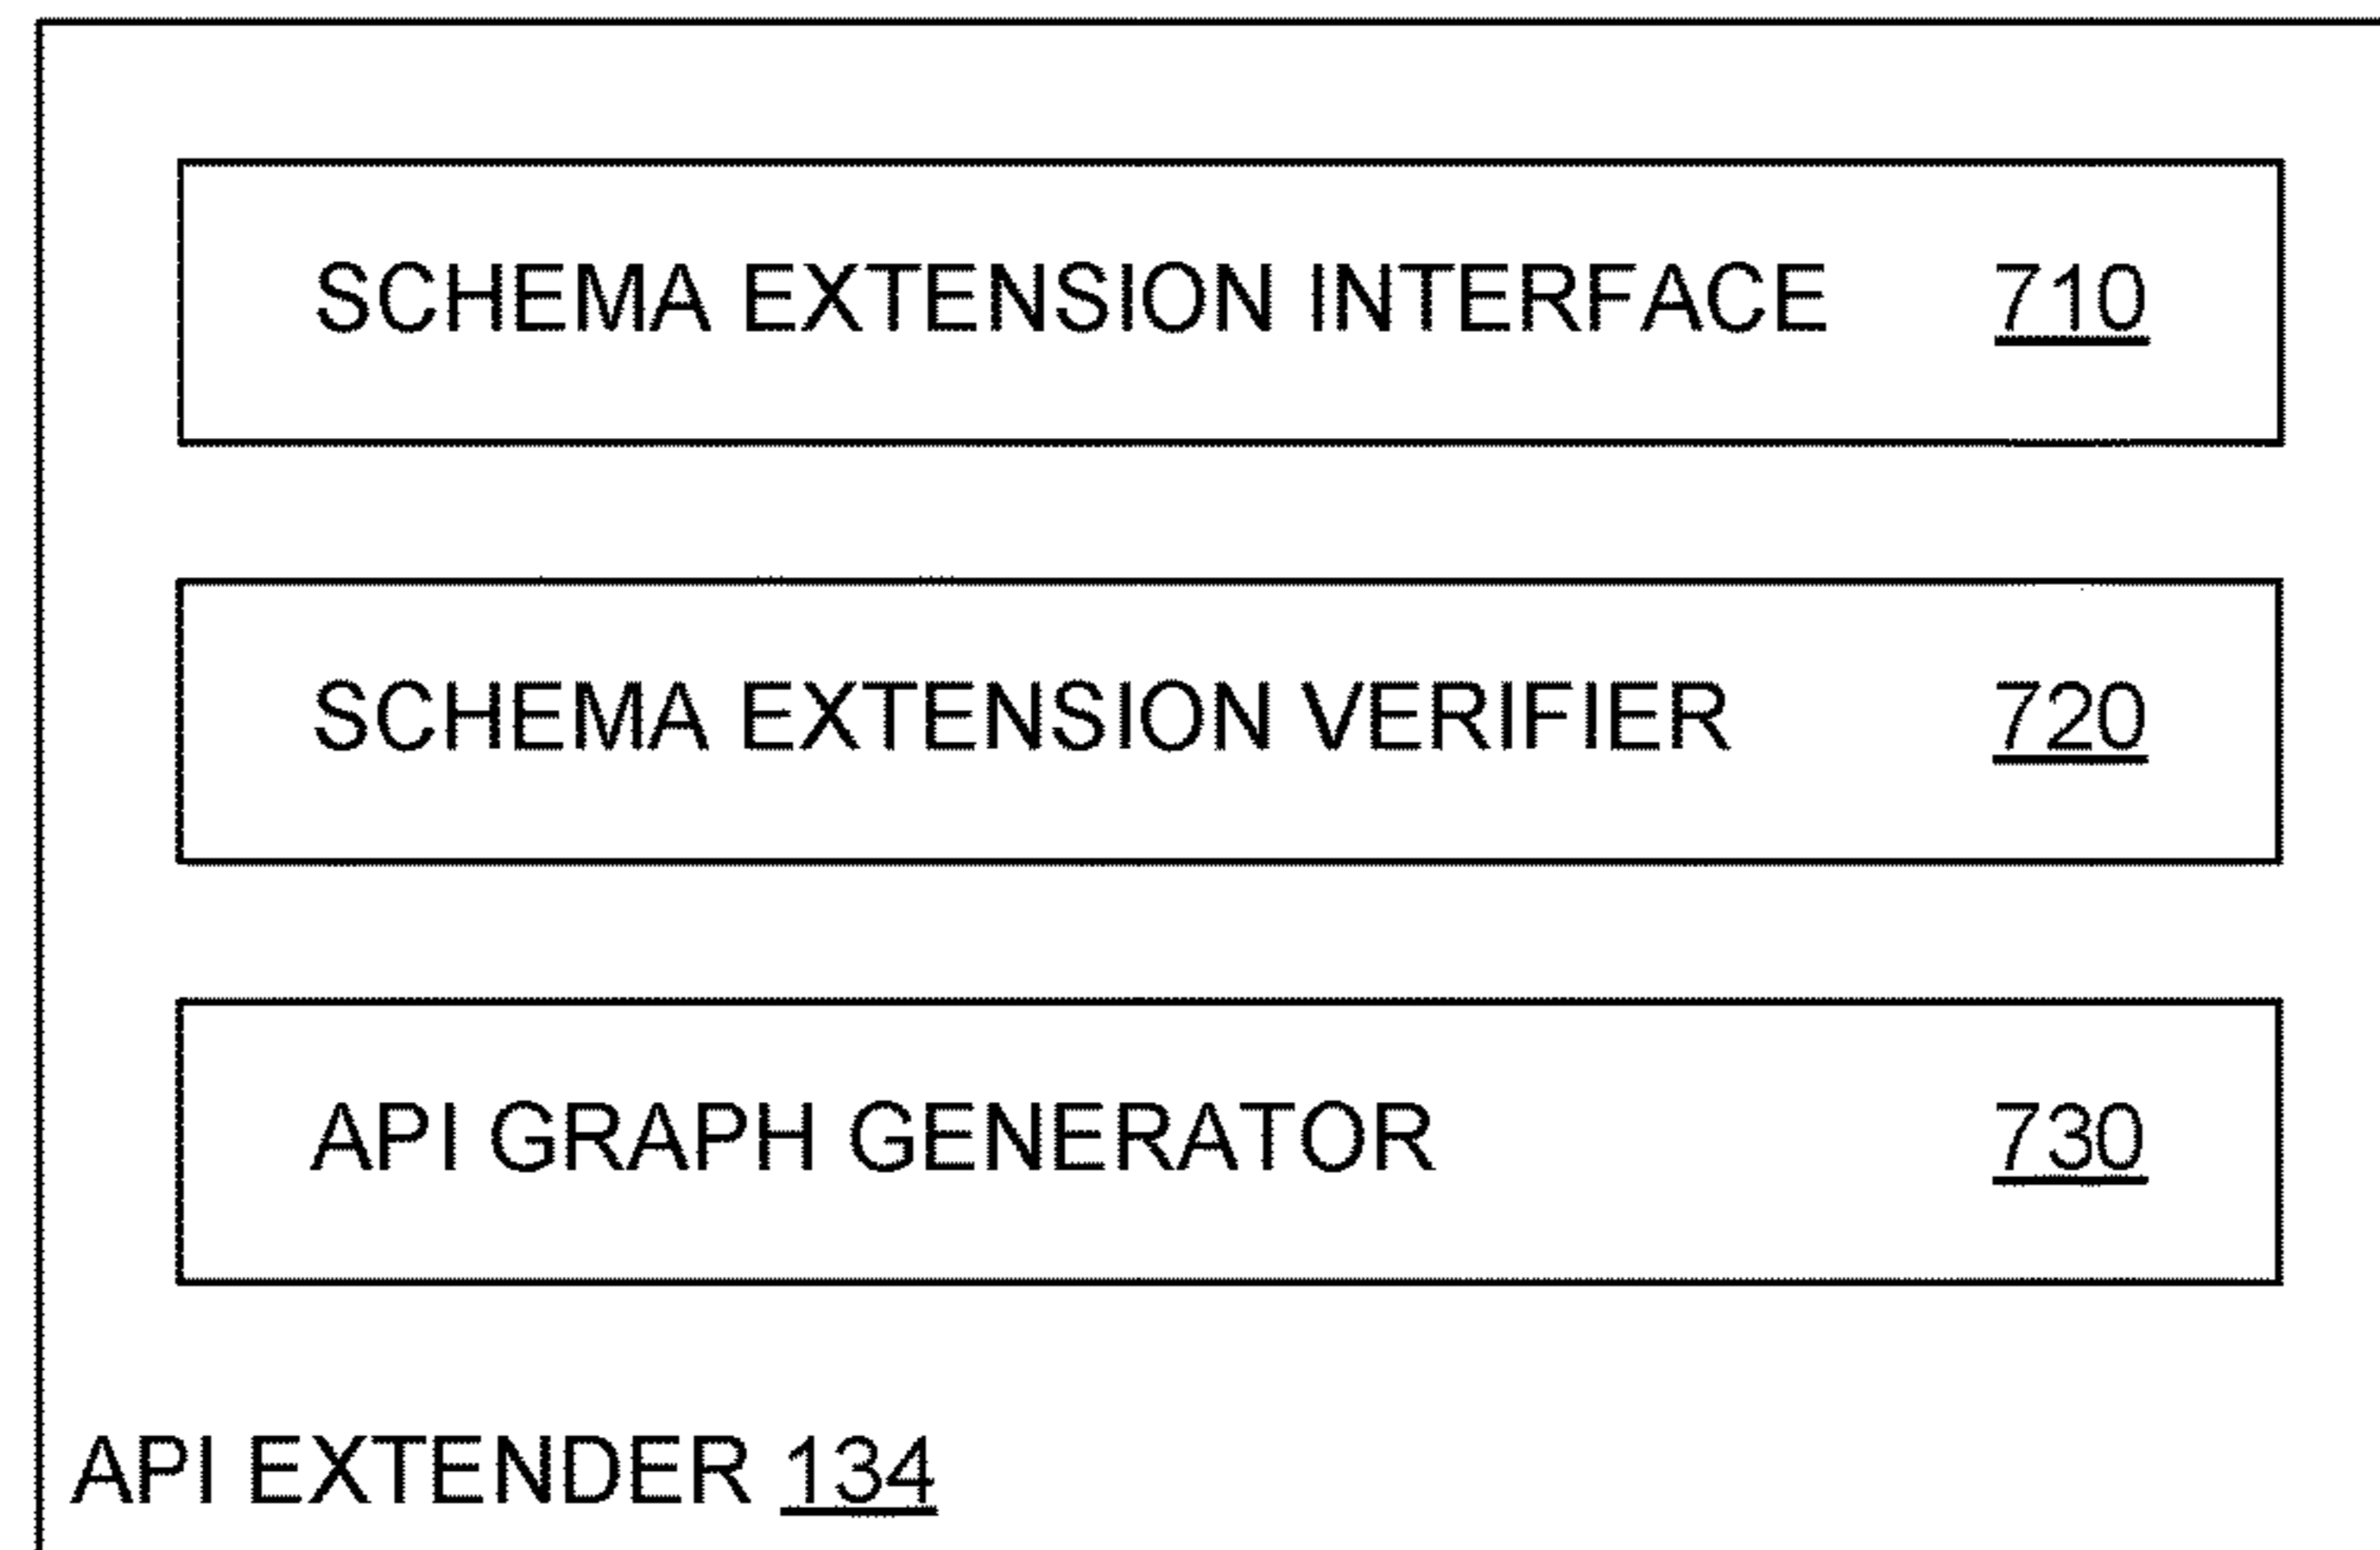 SCHEMA EXTENSION INTERFACE 710
SCHEMA EXTENSION VERIFIER 720
API GRAPH GENERATOR 730
API EXTENDER 134